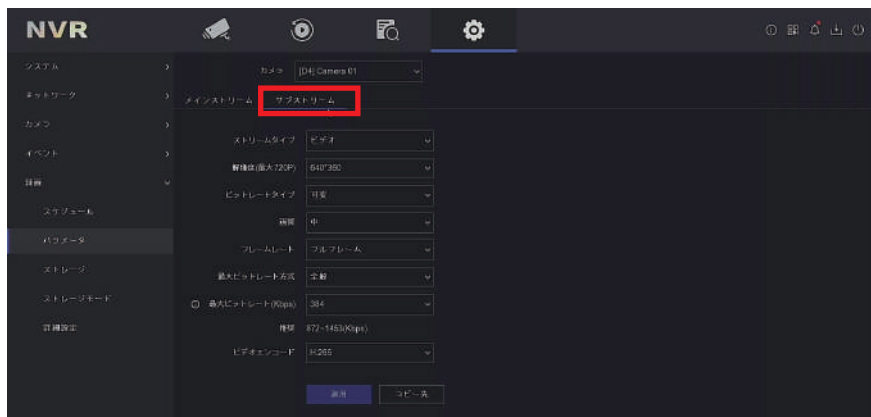 NVR
システム
ネットワーク
カメラ
イベント
録画
スケジュール
パラメータ
ストレージ
ストレージモード
詳細設定
カメラ [D4] Camera 01
メインストリーム サブストリーム
ストリームタイプ ビデオ
解像度(最大720P) 640*360
ビットレートタイプ 可変
画質 中
フレームレート フルフレーム
最大ビットレート方式 全般
最大ビットレート(Kbps) 384
推奨 872~1453(Kbps)
ビデオエンコード H.265
適用 コピー先